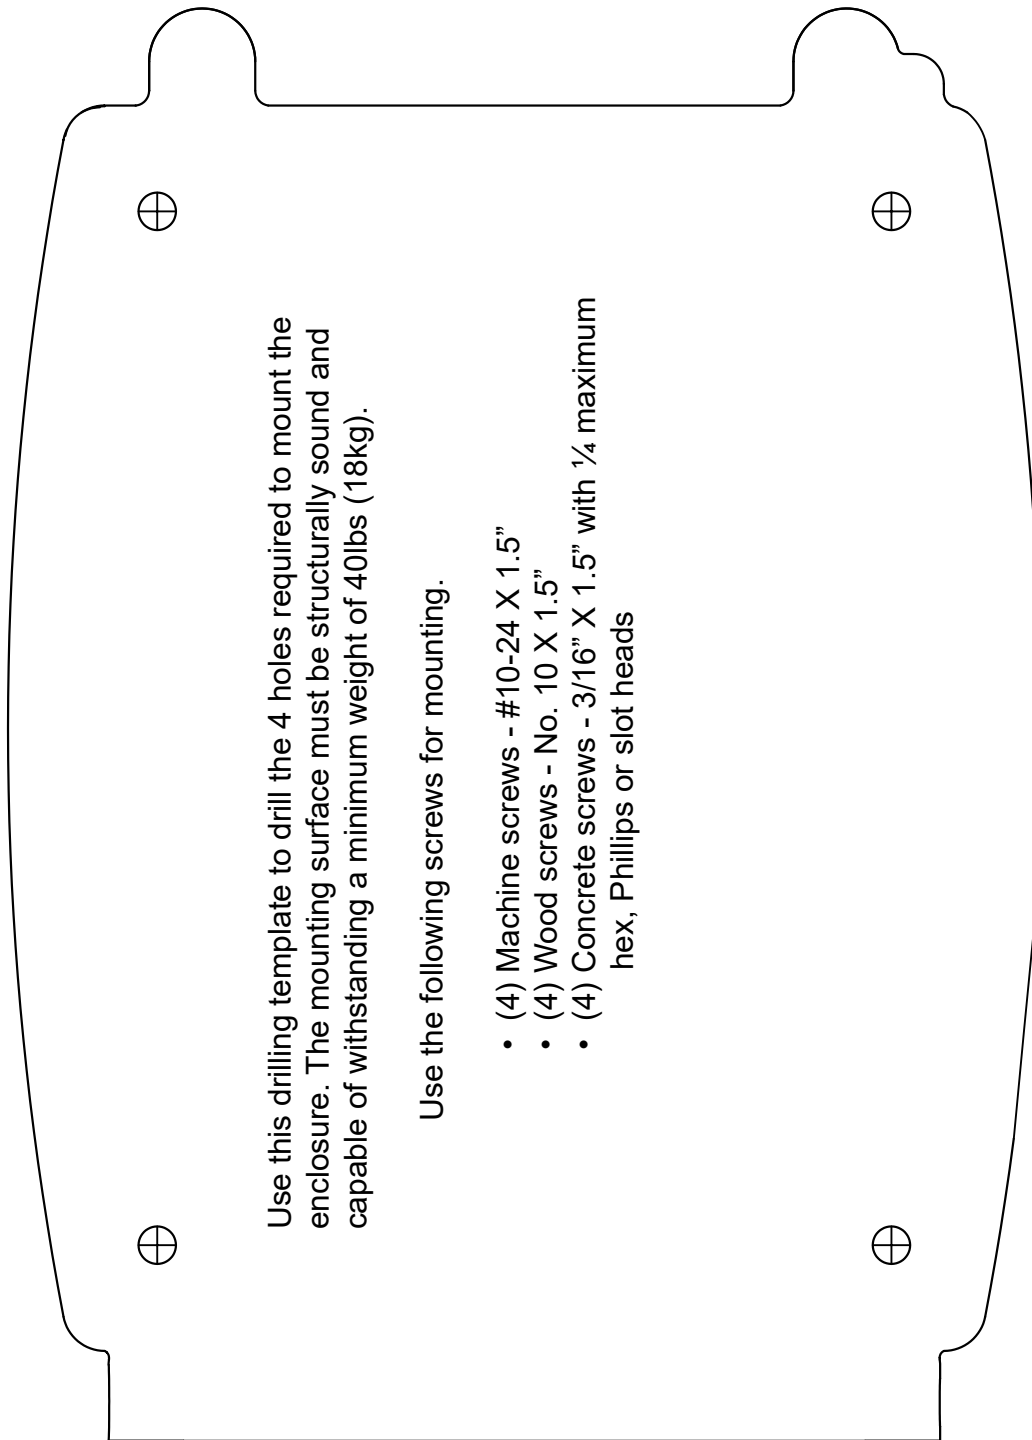 Use this drilling template to drill the 4 holes required to mount the
enclosure. The mounting surface must be structurally sound and
capable of withstanding a minimum weight of 40lbs (18kg).
Use the following screws for mounting.
• (4) Machine screws - #10-24 X 1.5”
• (4) Wood screws - No. 10 X 1.5”
• (4) Concrete screws - 3/16” X 1.5” with ¼ maximum
hex, Phillips or slot heads